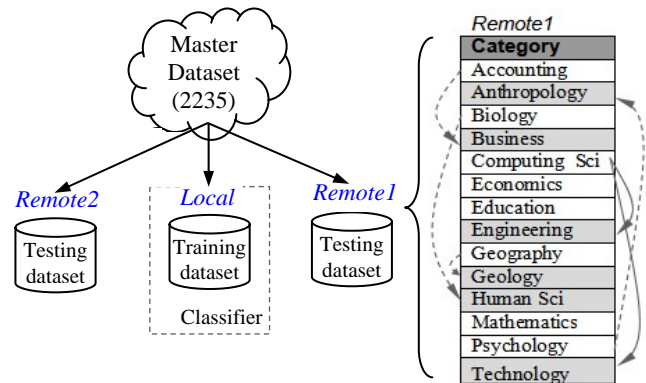 Master
Dataset
(2235)
Remote2
Local
Remote1
Testing
dataset
Training
dataset
Testing
dataset
Classifier
Remote1
Category
Accounting
Anthropology
Biology
Business
Computing Sci
Economics
Education
Engineering
Geography
Geology
Human Sci
Mathematics
Psychology
Technology